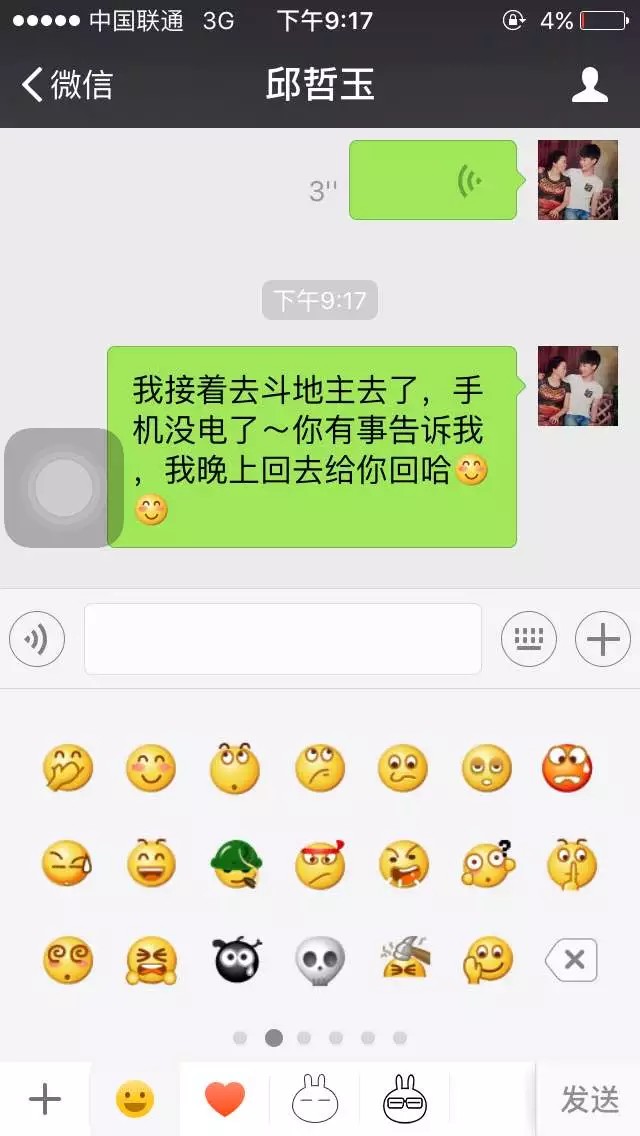 中国联通 3G 下午9:17 4%
微信 邱哲玉
3''
下午9:17
我接着去斗地主去了，手
机没电了～你有事告诉我
，我晚上回去给你回哈
发送